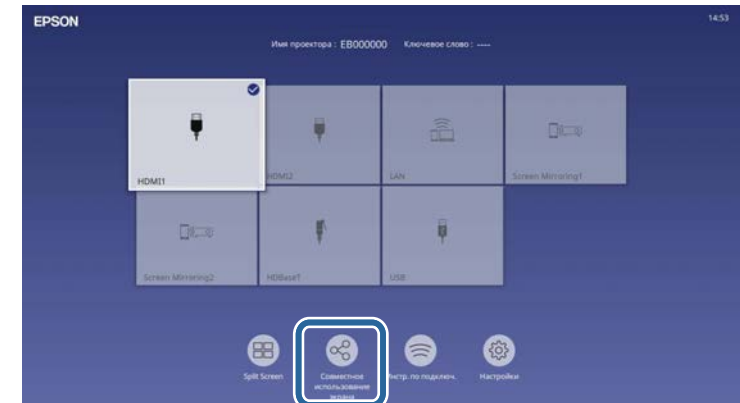 EPSON
14:53
Имя проектора : EB000000 Ключевое слово : ----
HDMI1
HDMI2
LAN
Screen Mirroring1
Screen Mirroring2
HDBaseT
USB
Split Screen
Совместное
использование
экрана
Инстр. по подключ.
Настройки